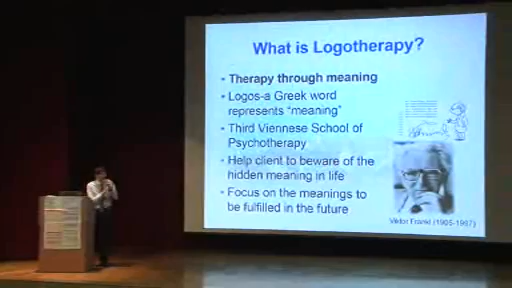 What is Logotherapy?
Therapy through meaning
Logos-a Greek word
represents "meaning"
Third Viennese School of
Psychotherapy
Help client to beware of the
hidden meaning in life
Focus on the meanings to
be fulfilled in the future
Viktor Frankl (1905-1997)